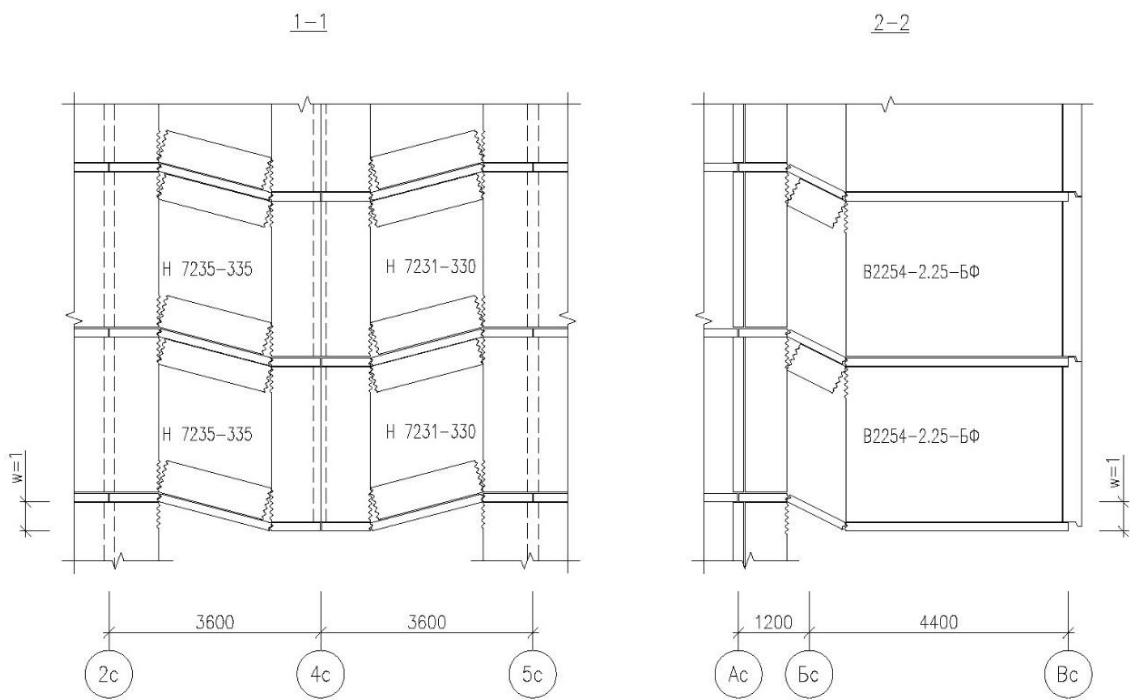 1-1
2-2
Н 7235-335
Н 7231-330
В2254-2.25-БФ
Н 7235-335
Н 7231-330
В2254-2.25-БФ
w=1
w=1
3600
3600
1200
4400
2с
4с
5с
Ас
Бс
Вс